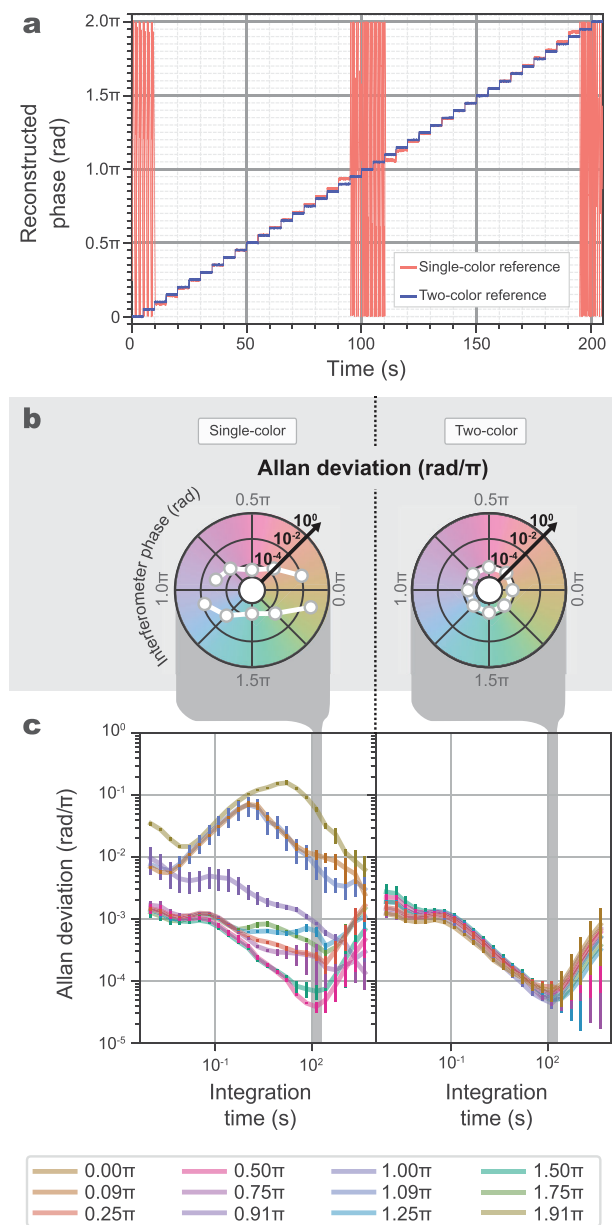 a
Reconstructed
phase (rad)
2.0π
1.5π
1.0π
0.5π
0
Single-color reference
Two-color reference
0 50 100 150 200
Time (s)
b
Single-color Two-color
Allan deviation (rad/π)
Interferometer phase (rad)
0.5π 0.5π
10⁰ 10⁰
10⁻² 10⁻²
10⁻⁴ 10⁻⁴
1.0π 0.0π 1.0π 0.0π
1.5π 1.5π
c
Allan deviation (rad/π)
10⁰
10⁻¹
10⁻²
10⁻³
10⁻⁴
10⁻⁵
10⁻¹ 10² 10⁻¹ 10²
Integration Integration
time (s) time (s)
0.00π 0.50π 1.00π 1.50π
0.09π 0.75π 1.09π 1.75π
0.25π 0.91π 1.25π 1.91π